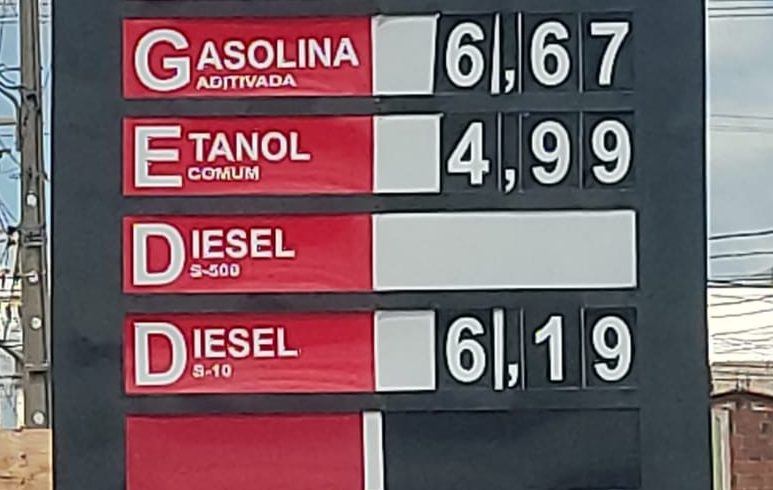 GASOLINA 6,67
ADITIVADA
ETANOL 4,99
COMUM
DIESEL
S-500
DIESEL 6,19
S-10